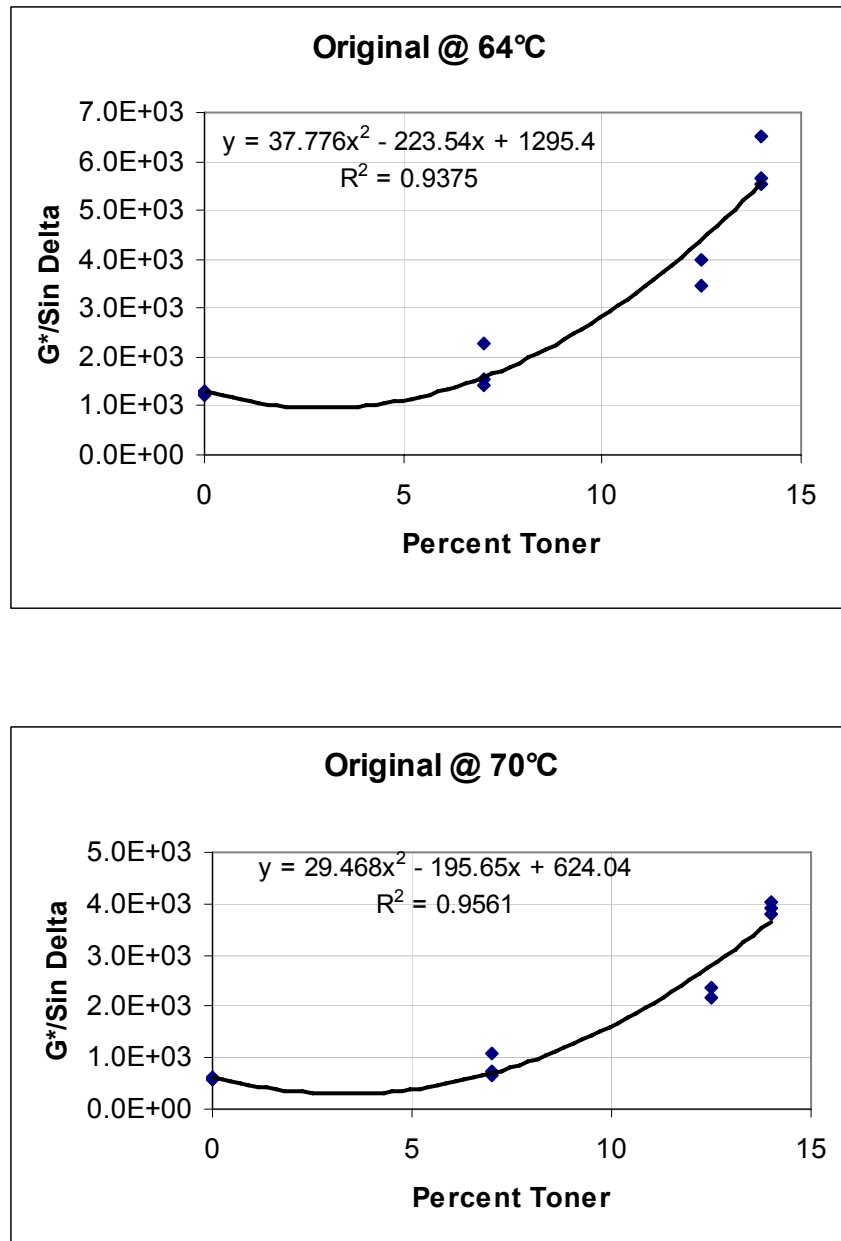 Original @ 64°C
7.0E+03
6.0E+03
5.0E+03
4.0E+03
3.0E+03
2.0E+03
1.0E+03
0.0E+00
y = 37.776x² - 223.54x + 1295.4
R² = 0.9375
G*/Sin Delta
0 5 10 15
Percent Toner
Original @ 70°C
5.0E+03
4.0E+03
3.0E+03
2.0E+03
1.0E+03
0.0E+00
y = 29.468x² - 195.65x + 624.04
R² = 0.9561
G*/Sin Delta
0 5 10 15
Percent Toner